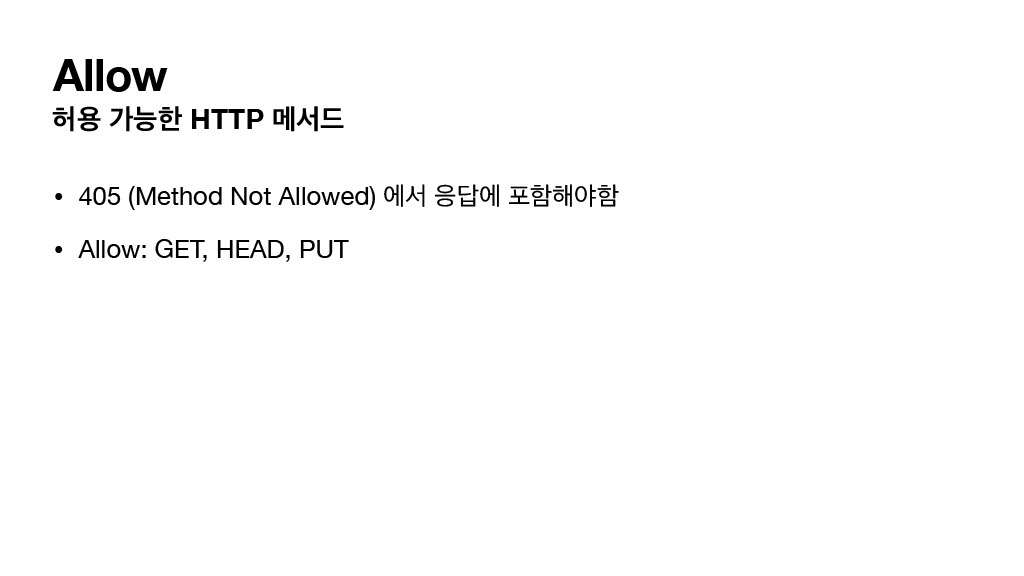 Allow
허용 가능한 HTTP 메서드
• 405 (Method Not Allowed) 에서 응답에 포함해야함
• Allow: GET, HEAD, PUT